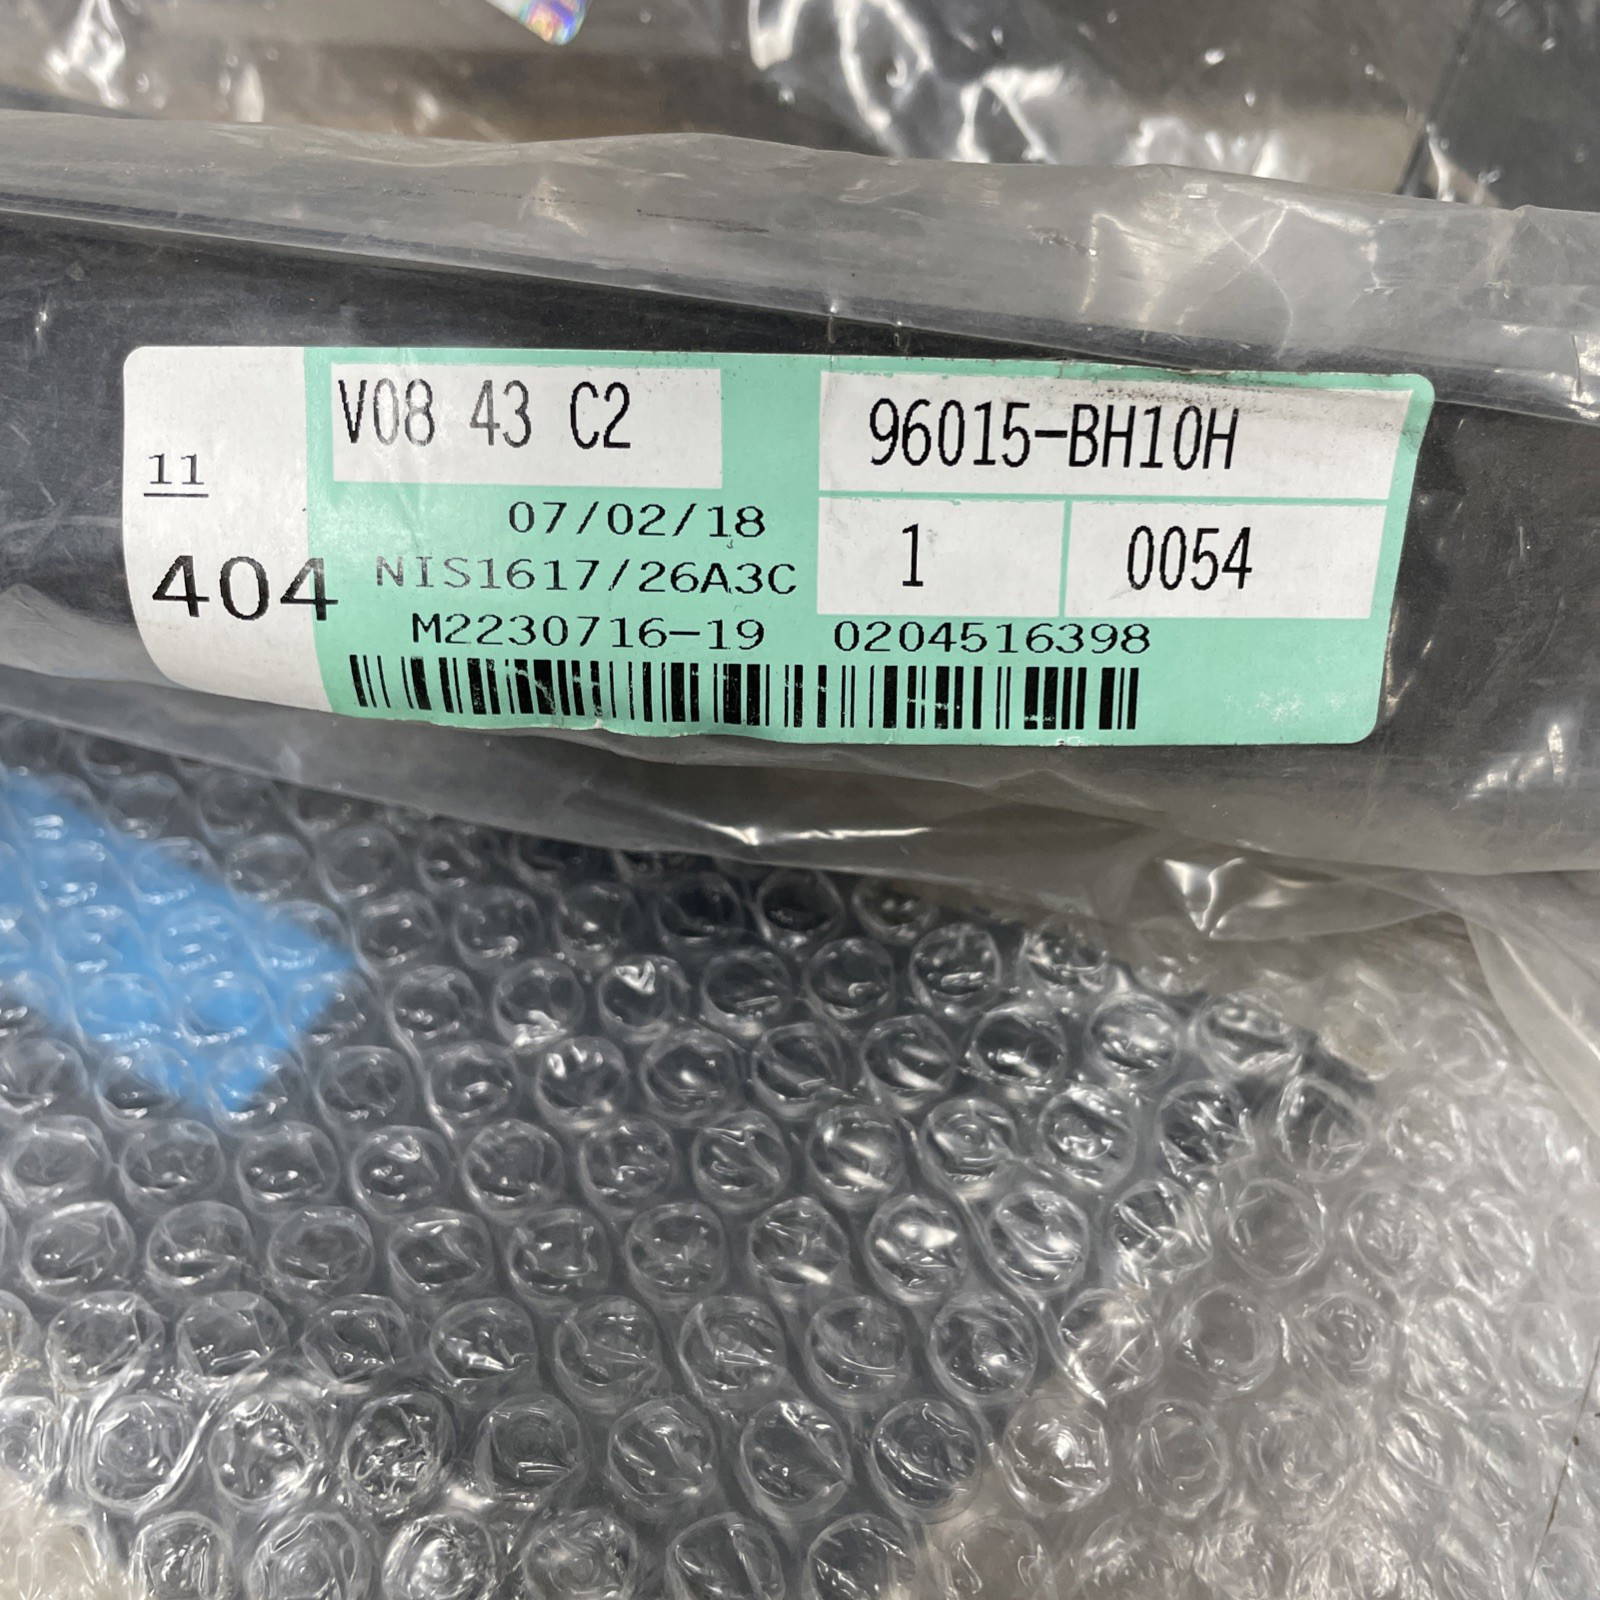 V08 43 C2
96015-BH10H
11
07/02/18
1
0054
404
NIS1617/26A3C
M2230716-19
0204516398